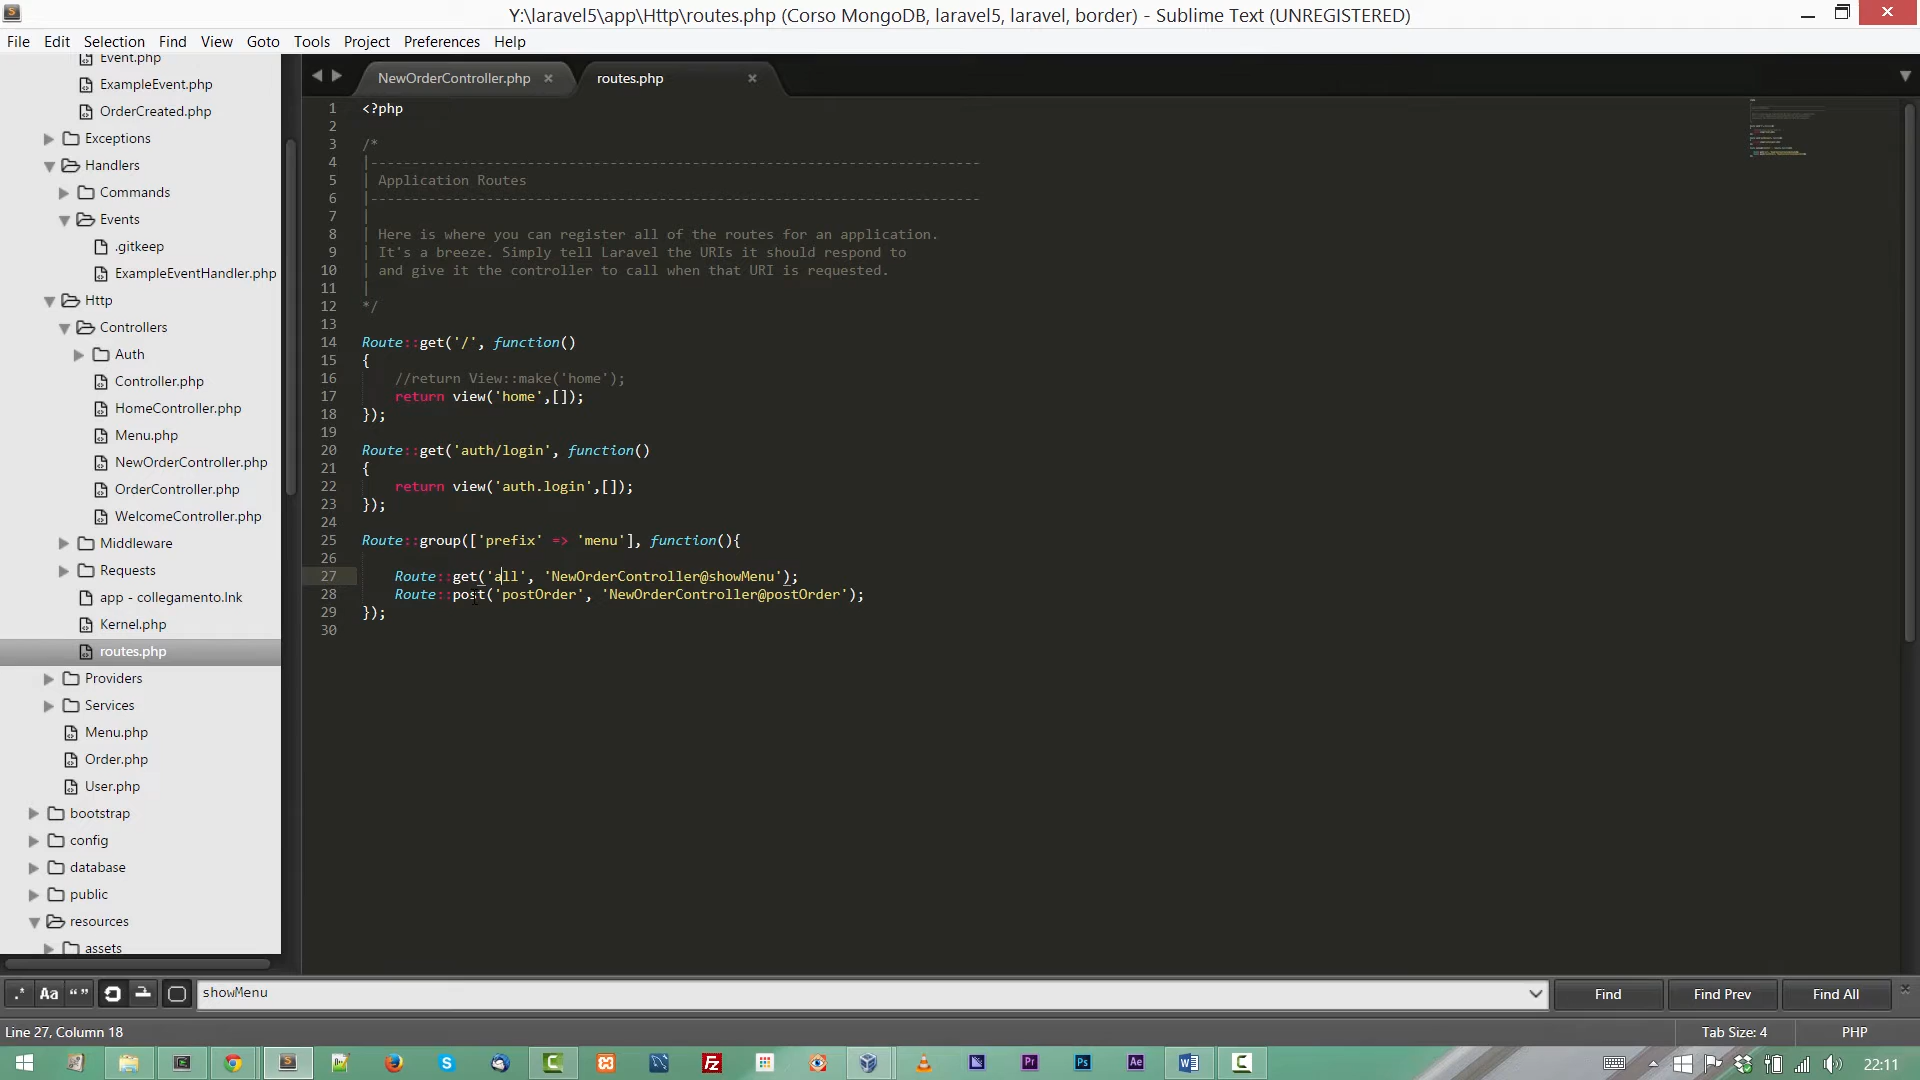 Y:\laravel5\app\Http\routes.php (Corso MongoDB, laravel5, laravel, border) - Sublime Text (UNREGISTERED)
File Edit Selection Find View Goto Tools Project Preferences Help
Event.php
ExampleEvent.php
OrderCreated.php
Exceptions
Handlers
Commands
Events
.gitkeep
ExampleEventHandler.php
Http
Controllers
Auth
Controller.php
HomeController.php
Menu.php
NewOrderController.php
OrderController.php
WelcomeController.php
Middleware
Requests
app - collegamento.lnk
Kernel.php
routes.php
Providers
Services
Menu.php
Order.php
User.php
bootstrap
config
database
public
resources
assets
NewOrderController.php × routes.php ×
1 <?php
2
3 /*
4 |--------------------------------------------------------------------------
5 | Application Routes
6 |--------------------------------------------------------------------------
7 |
8 | Here is where you can register all of the routes for an application.
9 | It's a breeze. Simply tell Laravel the URIs it should respond to
10 | and give it the controller to call when that URI is requested.
11 |
12 */
13
14 Route::get('/', function()
15 {
16 //return View::make('home');
17 return view('home',[]);
18 });
19
20 Route::get('auth/login', function()
21 {
22 return view('auth.login',[]);
23 });
24
25 Route::group(['prefix' => 'menu'], function(){
26
27 Route::get('all', 'NewOrderController@showMenu');
28 Route::post('postOrder', 'NewOrderController@postOrder');
29 });
30
.* Aa “ ” showMenu Find Find Prev Find All ×
Line 27, Column 18 Tab Size: 4 PHP
22:11